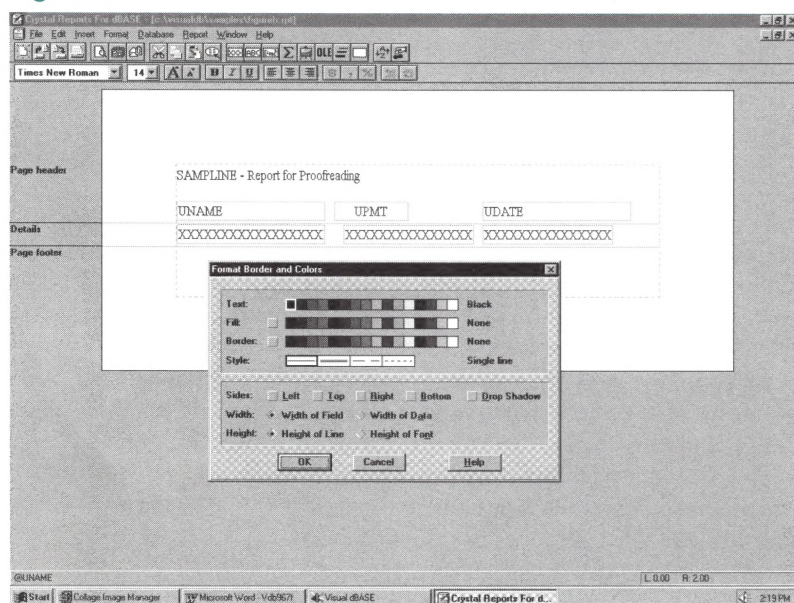 Crystal Reports For dBASE - [c:\visualdb\samples\figureb.rpt]
File Edit Insert Format Database Report Window Help
OLE
Times New Roman 14 B I U
Page header
SAMPLINE - Report for Proofreading
UNAME UPMT UDATE
Details
XXXXXXXXXXXXXXXXXX XXXXXXXXXXXXXXXX XXXXXXXXXXXXXXXX
Page footer
Format Border and Colors
Text: Black
Fill: None
Border: None
Style: Single line
Sides: Left Top Right Bottom Drop Shadow
Width: Width of Field Width of Data
Height: Height of Line Height of Font
OK Cancel Help
@UNAME L: 0.00 R: 2.00
Start Collage Image Manager Microsoft Word - Vdb967f Visual dBASE Crystal Reports For d... 2:19 PM